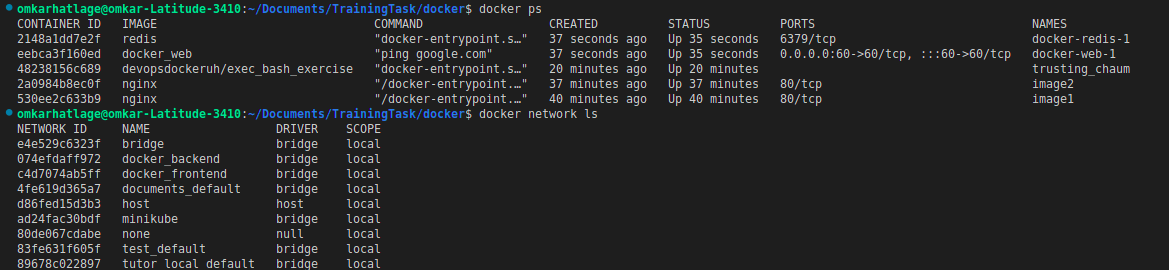 omkarhatlage@omkar-Latitude-3410:~/Documents/TrainingTask/docker$ docker ps
CONTAINER ID   IMAGE                             COMMAND                  CREATED          STATUS          PORTS                               NAMES
2148a1dd7e2f   redis                             "docker-entrypoint.s…"   37 seconds ago   Up 35 seconds   6379/tcp                            docker-redis-1
eebca3f160ed   docker_web                        "ping google.com"        37 seconds ago   Up 35 seconds   0.0.0.0:60->60/tcp, :::60->60/tcp   docker-web-1
48238156c689   devopsdockeruh/exec_bash_exercise   "docker-entrypoint.s…"   20 minutes ago   Up 20 minutes                                       trusting_chaum
2a0984b8ec0f   nginx                             "/docker-entrypoint.…"   37 minutes ago   Up 37 minutes   80/tcp                              image2
530ee2c633b9   nginx                             "/docker-entrypoint.…"   40 minutes ago   Up 40 minutes   80/tcp                              image1
omkarhatlage@omkar-Latitude-3410:~/Documents/TrainingTask/docker$ docker network ls
NETWORK ID     NAME                  DRIVER    SCOPE
e4e529c6323f   bridge                bridge    local
074efdaff972   docker_backend        bridge    local
c4d7074ab5ff   docker_frontend       bridge    local
4fe619d365a7   documents_default     bridge    local
d86fed15d3b3   host                  host      local
ad24fac30bdf   minikube              bridge    local
80de067cdabe   none                  null      local
83fe631f605f   test_default          bridge    local
89678c022897   tutor_local_default   bridge    local